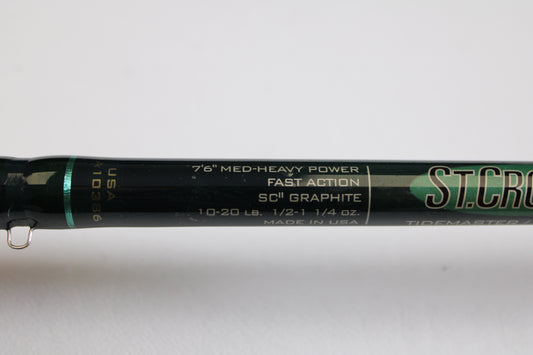 USA
7'6" MED-HEAVY POWER
FAST ACTION
SCII GRAPHITE
10-20 LB. 1/2-1 1/4 oz.
MADE IN USA
ST.CRO
TIDEMASTER